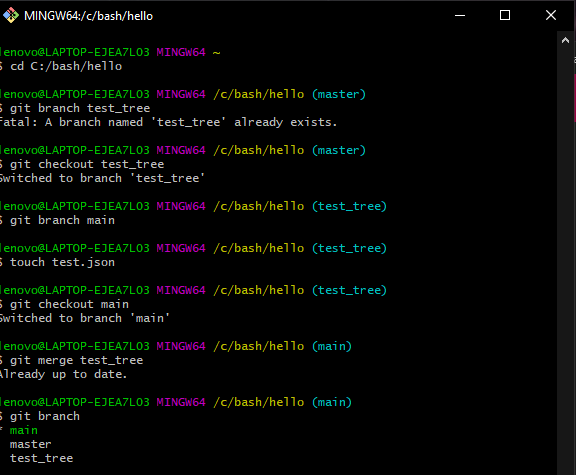 MINGW64:/c/bash/hello
lenovo@LAPTOP-EJEA7LO3 MINGW64 ~
$ cd C:/bash/hello
lenovo@LAPTOP-EJEA7LO3 MINGW64 /c/bash/hello (master)
$ git branch test_tree
fatal: A branch named 'test_tree' already exists.
lenovo@LAPTOP-EJEA7LO3 MINGW64 /c/bash/hello (master)
$ git checkout test_tree
Switched to branch 'test_tree'
lenovo@LAPTOP-EJEA7LO3 MINGW64 /c/bash/hello (test_tree)
$ git branch main
lenovo@LAPTOP-EJEA7LO3 MINGW64 /c/bash/hello (test_tree)
$ touch test.json
lenovo@LAPTOP-EJEA7LO3 MINGW64 /c/bash/hello (test_tree)
$ git checkout main
Switched to branch 'main'
lenovo@LAPTOP-EJEA7LO3 MINGW64 /c/bash/hello (main)
$ git merge test_tree
Already up to date.
lenovo@LAPTOP-EJEA7LO3 MINGW64 /c/bash/hello (main)
$ git branch
* main
master
test_tree